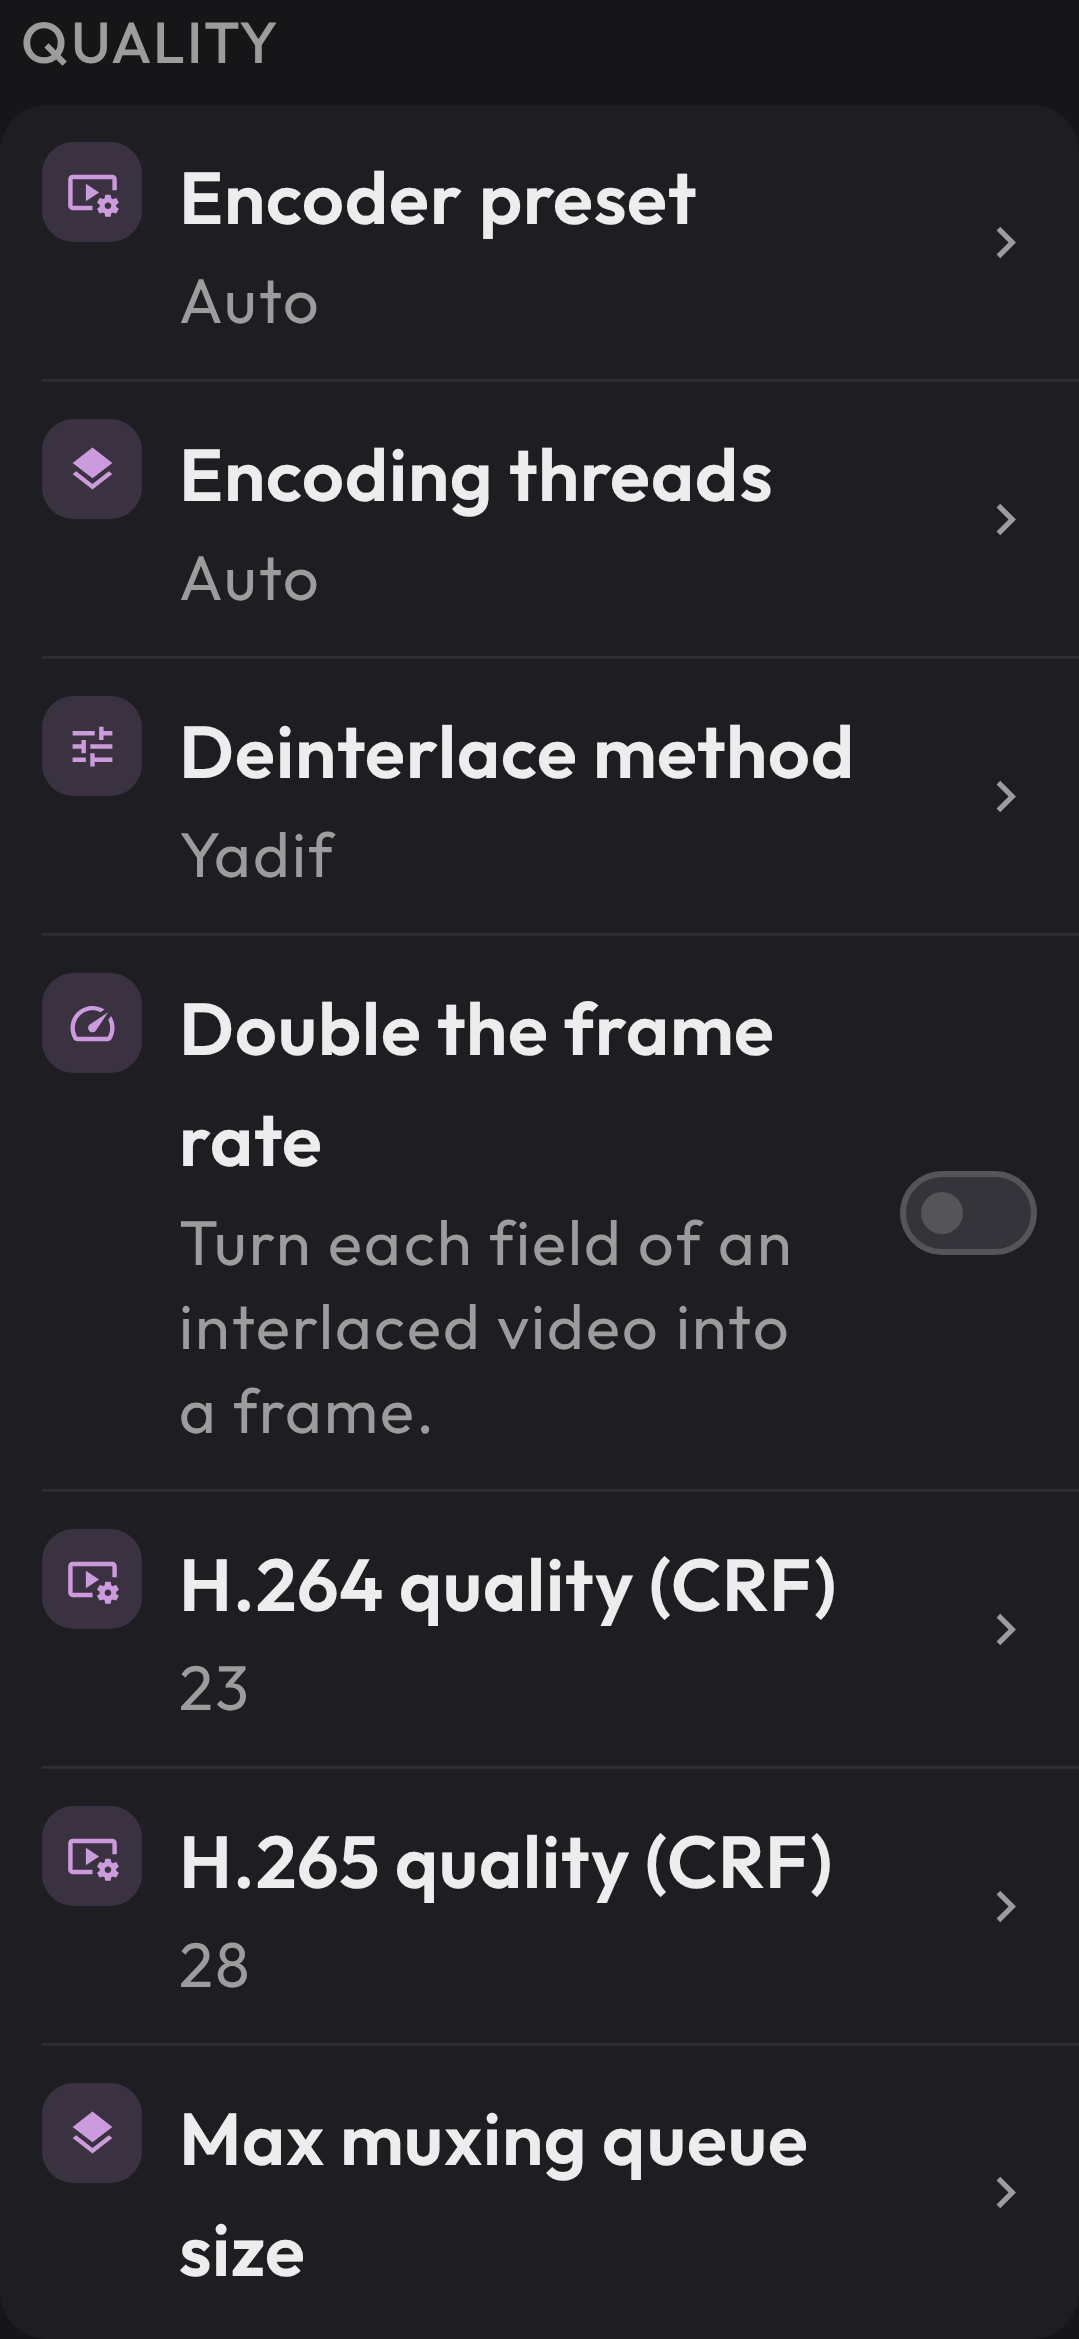 QUALITY
Encoder preset
Auto
Encoding threads
Auto
Deinterlace method
Yadif
Double the frame
rate
Turn each field of an
interlaced video into
a frame.
H.264 quality (CRF)
23
H.265 quality (CRF)
28
Max muxing queue
size